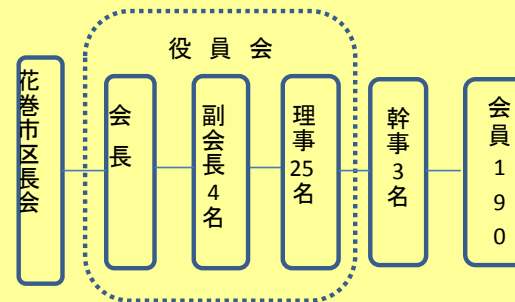 役員会
花巻市区長会
会長
副会長4名
理事25名
幹事3名
会員190